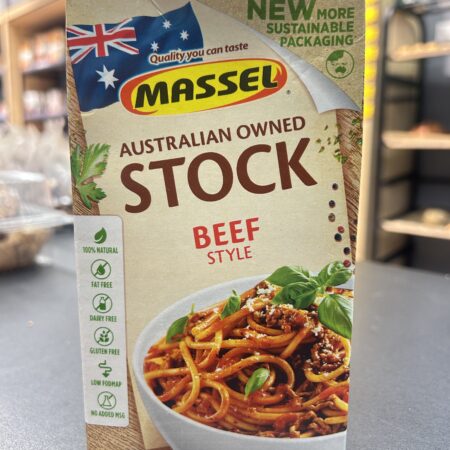 NEW MORE
SUSTAINABLE
PACKAGING
Quality you can taste
MASSEL
AUSTRALIAN OWNED
STOCK
BEEF
STYLE
100% NATURAL
FAT FREE
DAIRY FREE
GLUTEN FREE
LOW FODMAP
NO ADDED MSG